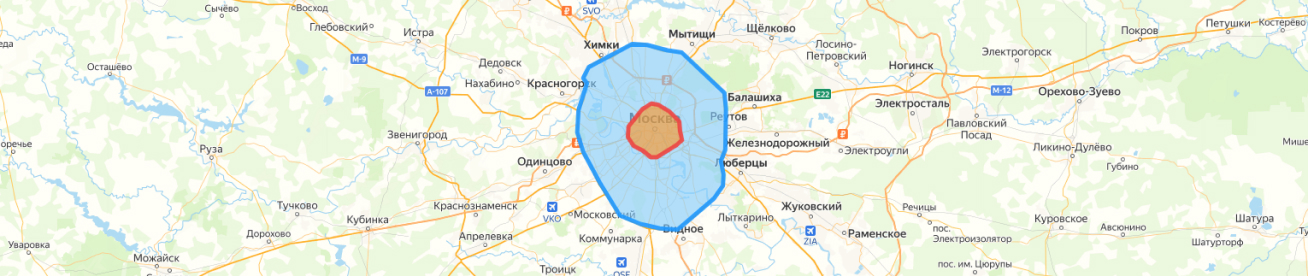 Сычёво
Восход
SVO
Глебовский
Истра
Химки
Мытищи
Щёлково
Петушки
Костерёво
Покров
М-9
Осташёво
Дедовск
Нахабино
Красногорск
Лосино-
Петровский
Ногинск
Электрогорск
А-107
Москва
Балашиха
Е22
М-12
Орехово-Зуево
Реутов
Электросталь
Павловский
Посад
Звенигород
Руза
Железнодорожный
Электроугли
Ликино-Дулёво
Губино
Одинцово
Люберцы
Тучково
Кубинка
Краснознаменск
VKO
Московский
Лыткарино
Жуковский
ZIA
Речицы
Куровское
Авсюнино
Шатура
Шатурторф
Уваровка
Можайск
Дорохово
Апрелевка
Коммунарка
Видное
Раменское
пос.
Электроизолятор
Троицк
OSF
пос. им. Цюрупы